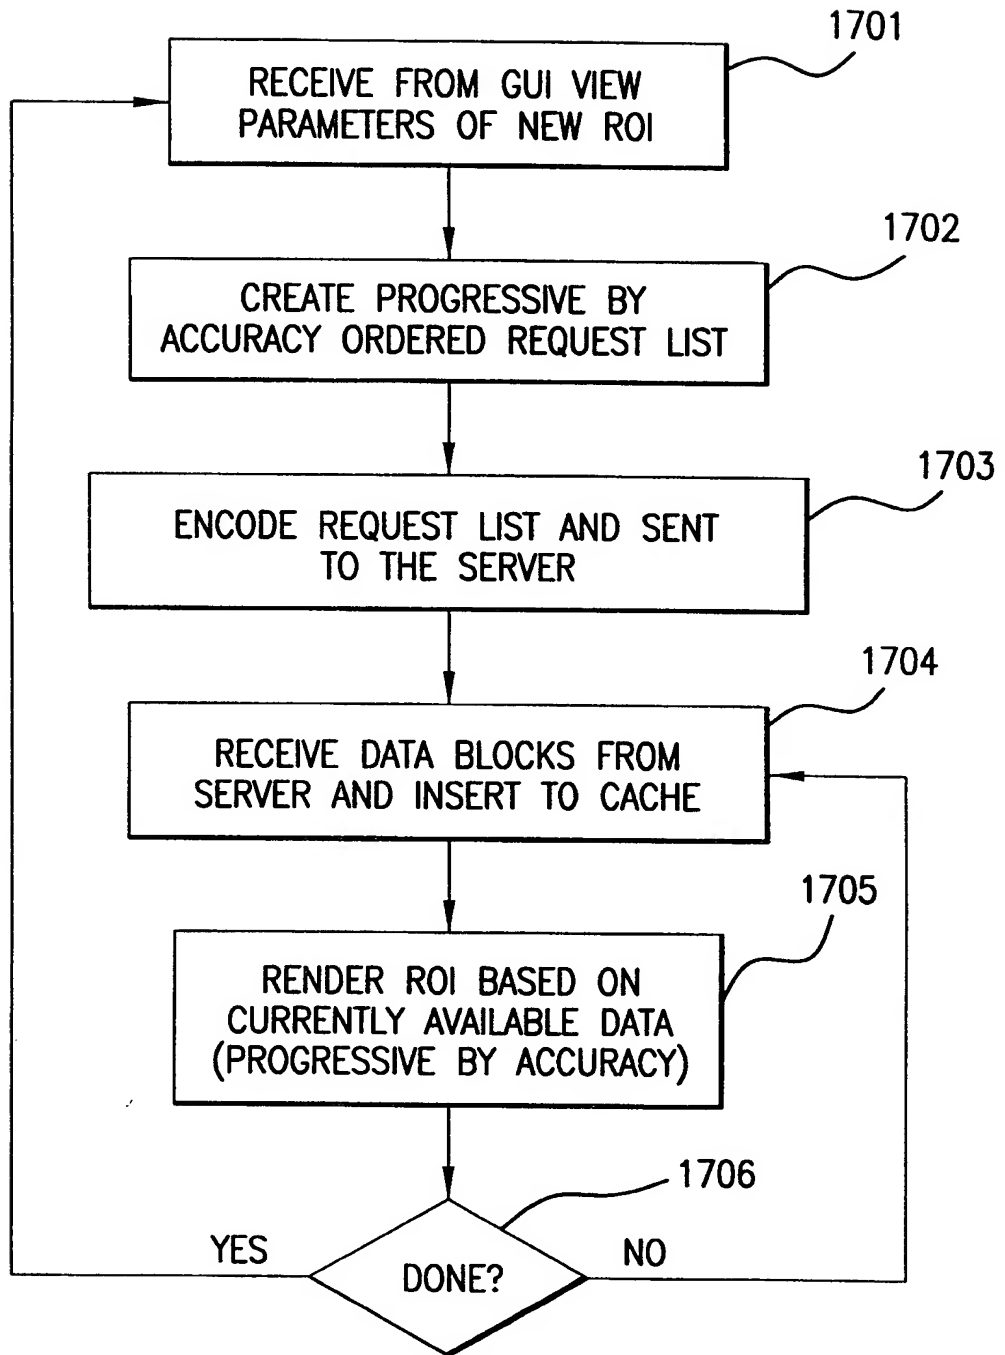 1701
RECEIVE FROM GUI VIEW
PARAMETERS OF NEW ROI
1702
CREATE PROGRESSIVE BY
ACCURACY ORDERED REQUEST LIST
1703
ENCODE REQUEST LIST AND SENT
TO THE SERVER
1704
RECEIVE DATA BLOCKS FROM
SERVER AND INSERT TO CACHE
1705
RENDER ROI BASED ON
CURRENTLY AVAILABLE DATA
(PROGRESSIVE BY ACCURACY)
1706
YES
NO
DONE?